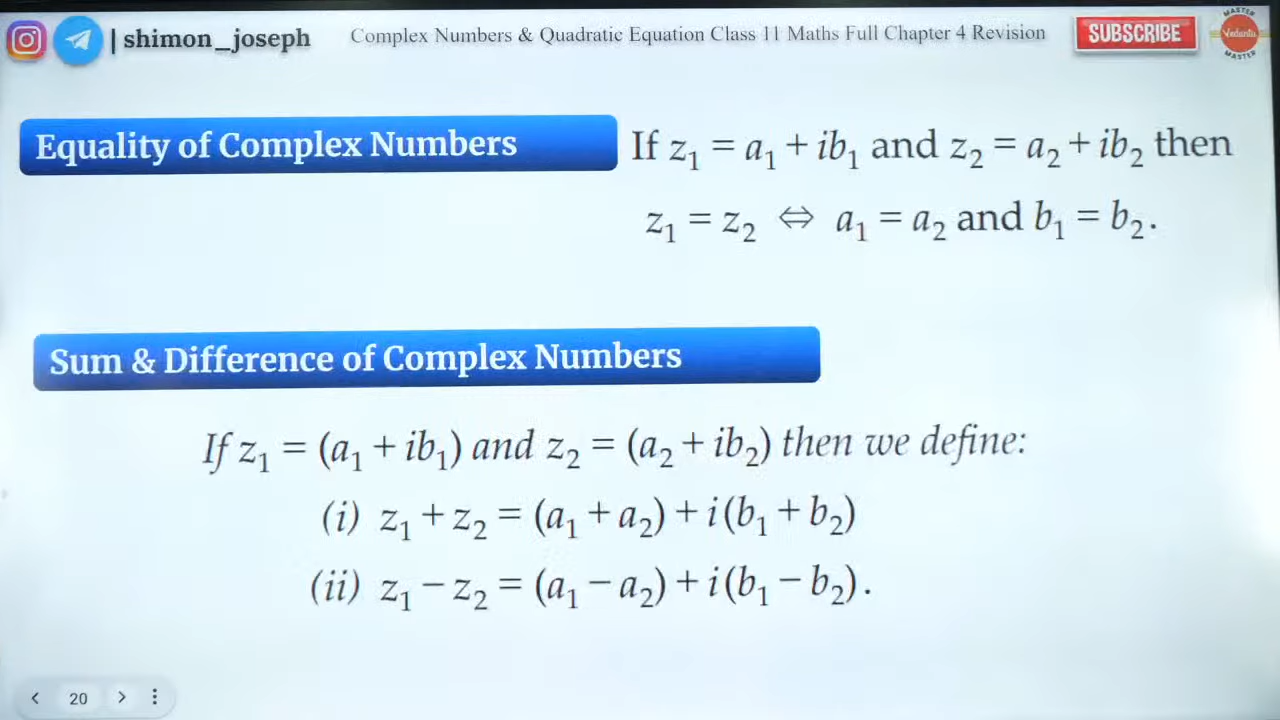 | shimon_joseph
Complex Numbers & Quadratic Equation Class 11 Maths Full Chapter 4 Revision
SUBSCRIBE
MASTER
Vedantu
MASTER
Equality of Complex Numbers
If z₁ = a₁ + ib₁ and z₂ = a₂ + ib₂ then
z₁ = z₂ ⇔ a₁ = a₂ and b₁ = b₂.
Sum & Difference of Complex Numbers
If z₁ = (a₁ + ib₁) and z₂ = (a₂ + ib₂) then we define:
(i) z₁ + z₂ = (a₁ + a₂) + i(b₁ + b₂)
(ii) z₁ − z₂ = (a₁ − a₂) + i(b₁ − b₂).
20